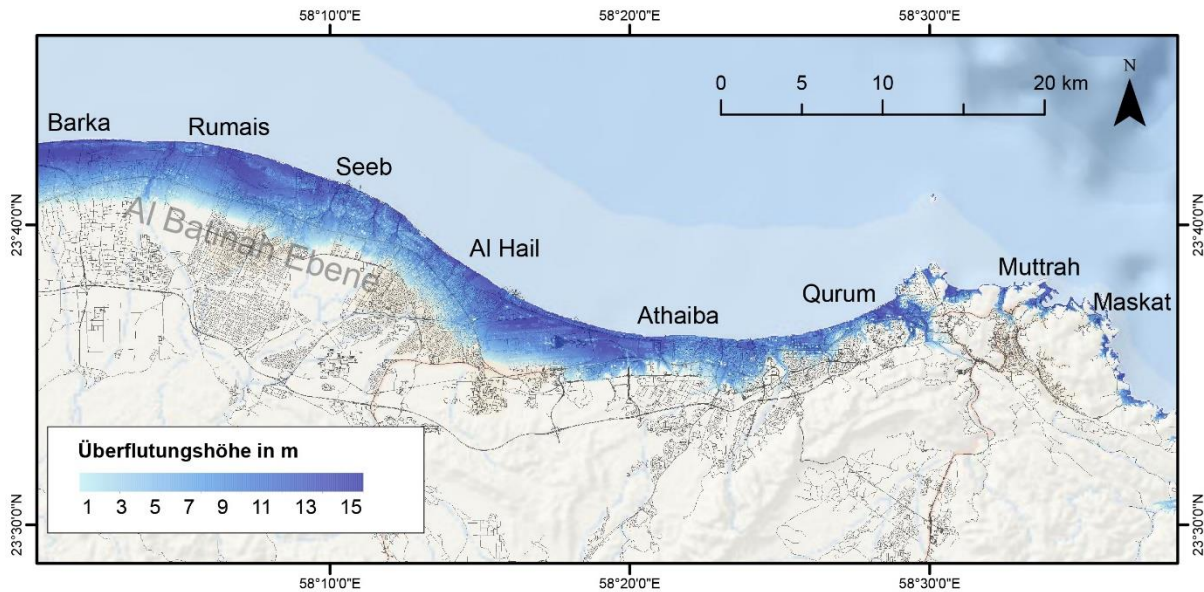 58°10'0"E 58°20'0"E 58°30'0"E
N
0 5 10 20 km
Barka
Rumais
Seeb
23°40'0"N
23°40'0"N
Al Batinah Ebene
Al Hail
Muttrah
Qurum
Maskat
Athaiba
Überflutungshöhe in m
1 3 5 7 9 11 13 15
23°30'0"N
23°30'0"N
58°10'0"E 58°20'0"E 58°30'0"E